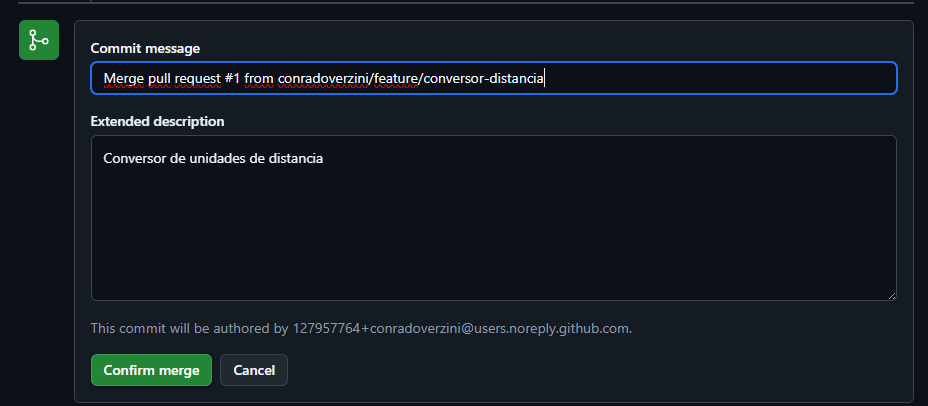 Commit message
Merge pull request #1 from conradoverzini/feature/conversor-distancia
Extended description
Conversor de unidades de distancia
This commit will be authored by 127957764+conradoverzini@users.noreply.github.com.
Confirm merge
Cancel